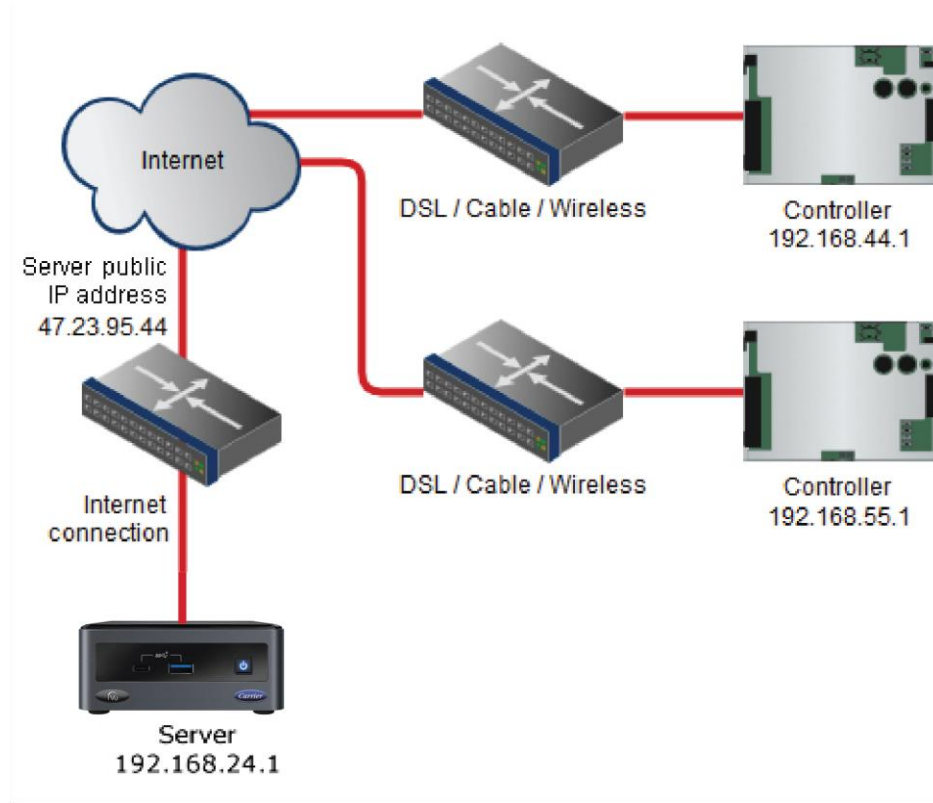 Internet
DSL / Cable / Wireless
Controller
192.168.44.1
Server public
IP address
47.23.95.44
DSL / Cable / Wireless
Controller
192.168.55.1
Internet
connection
Carrier
Server
192.168.24.1